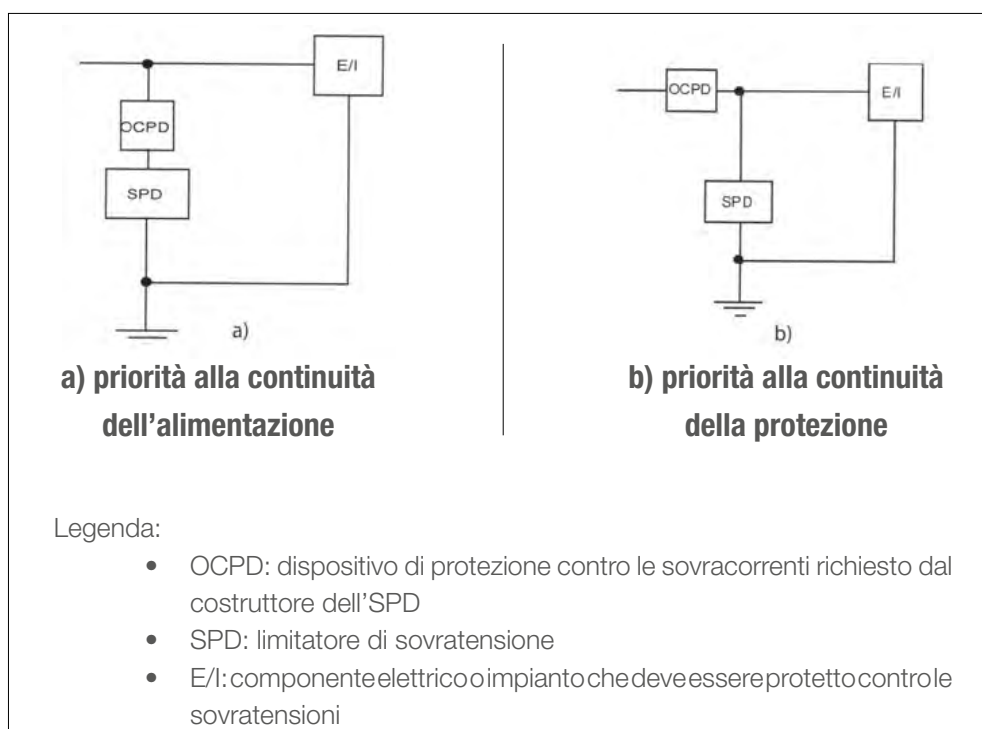 E/I
OCPD
SPD
a)
a) priorità alla continuità
dell'alimentazione
OCPD
E/I
SPD
b)
b) priorità alla continuità
della protezione
Legenda:
• OCPD: dispositivo di protezione contro le sovracorrenti richiesto dal
costruttore dell'SPD
• SPD: limitatore di sovratensione
• E/I: componente elettrico o impianto che deve essere protetto contro le
sovratensioni